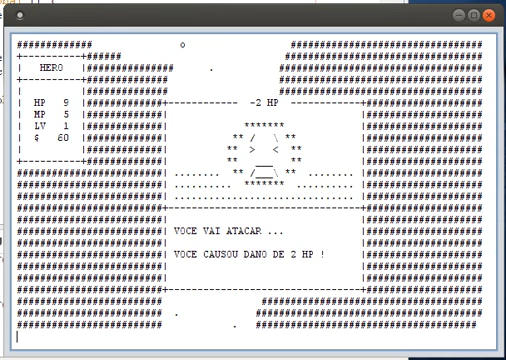 HERO
HP 9
MP 5
LV 1
$ 60
-2 HP
VOCE VAI ATACAR ...
VOCE CAUSOU DANO DE 2 HP !